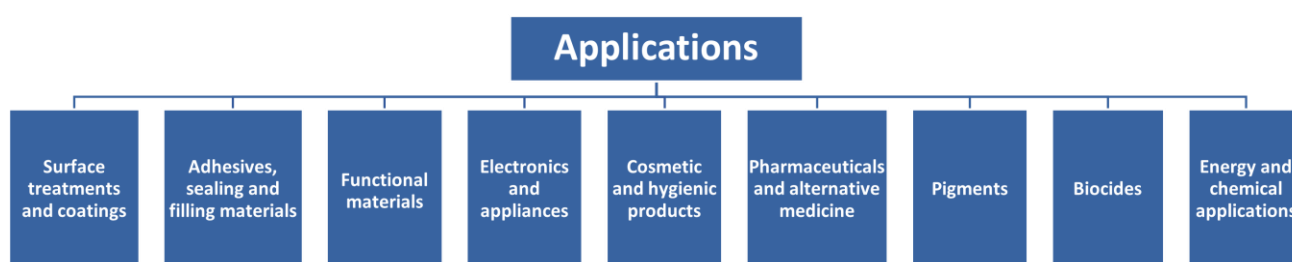 Applications
Surface
treatments
and coatings
Adhesives,
sealing and
filling materials
Functional
materials
Electronics
and
appliances
Cosmetic
and hygienic
products
Pharmaceuticals
and alternative
medicine
Pigments
Biocides
Energy and
chemical
applications